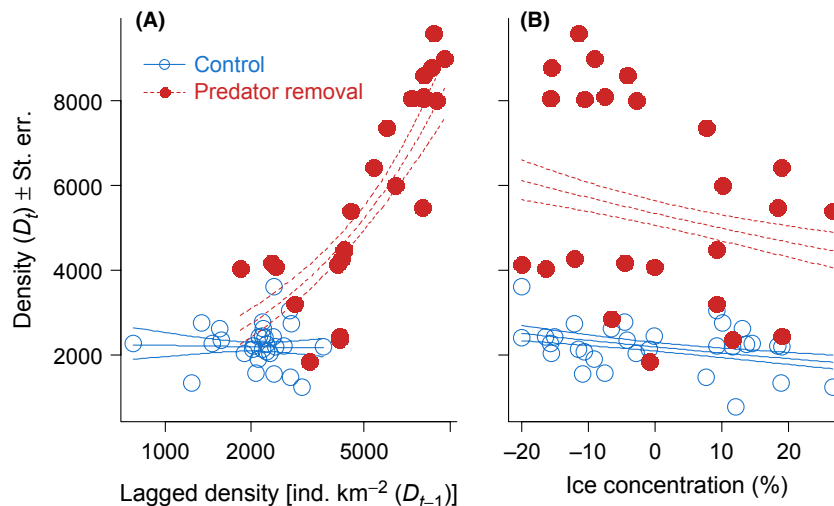 (A)
(B)
Control
Predator removal
8000
6000
4000
2000
Density (Dₜ) ± St. err.
1000
2000
5000
Lagged density [ind. km⁻² (Dₜ₋₁)]
−20
−10
0
10
20
Ice concentration (%)